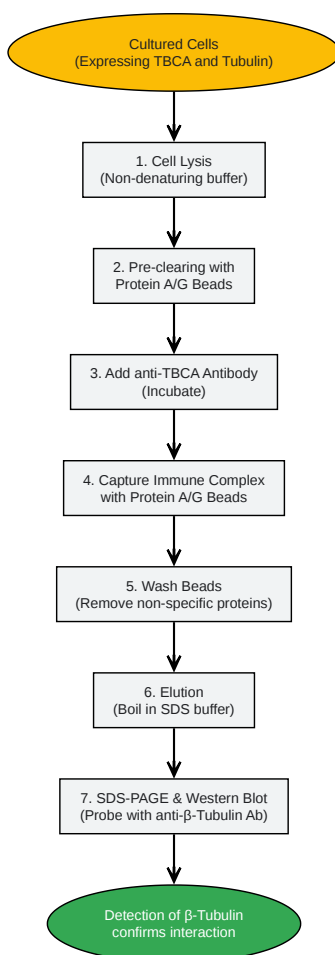 Cultured Cells
(Expressing TBCA and Tubulin)
1. Cell Lysis
(Non-denaturing buffer)
2. Pre-clearing with
Protein A/G Beads
3. Add anti-TBCA Antibody
(Incubate)
4. Capture Immune Complex
with Protein A/G Beads
5. Wash Beads
(Remove non-specific proteins)
6. Elution
(Boil in SDS buffer)
7. SDS-PAGE & Western Blot
(Probe with anti-β-Tubulin Ab)
Detection of β-Tubulin
confirms interaction